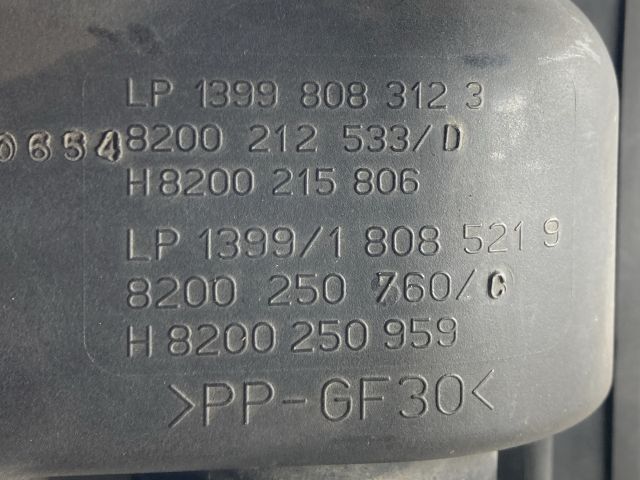 LP 1399 808 312 3
0654 8200 212 533/D
H8200 215 806
LP 1399/1 808 521 9
8200 250 760/C
H 8200 250 959
>PP-GF30<